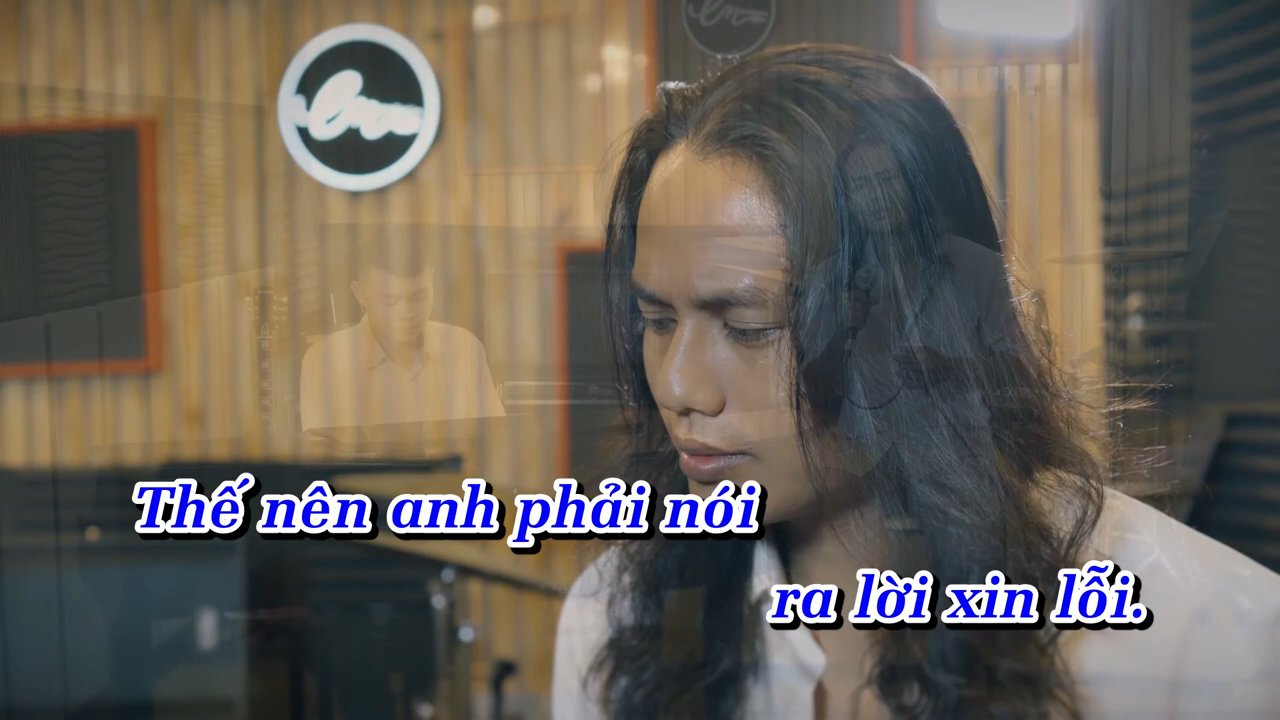 Thế nên anh phải nói
ra lời xin lỗi.